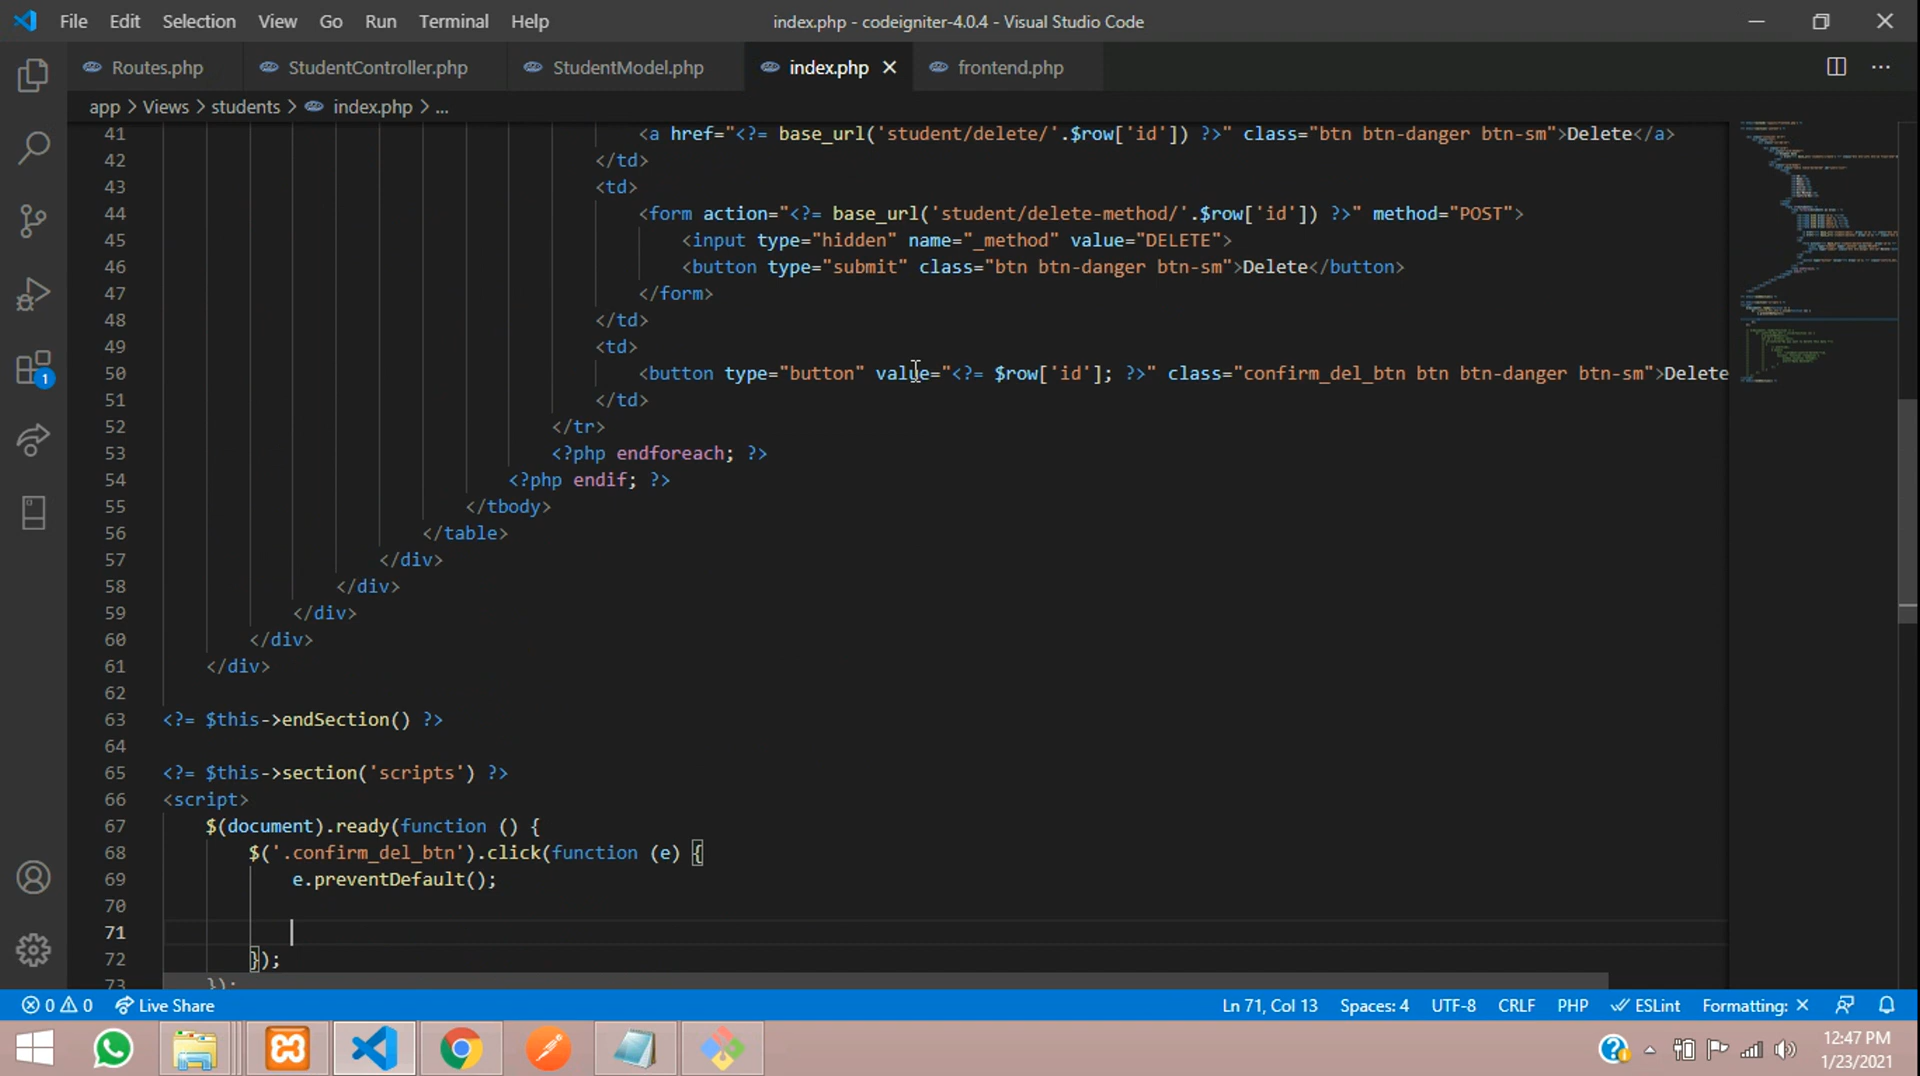 File Edit Selection View Go Run Terminal Help index.php - codeigniter-4.0.4 - Visual Studio Code
Routes.php StudentController.php StudentModel.php index.php frontend.php
app > Views > students > index.php > ...
41 <a href="<?= base_url('student/delete/'.$row['id']) ?>" class="btn btn-danger btn-sm">Delete</a>
42 </td>
43 <td>
44 <form action="<?= base_url('student/delete-method/'.$row['id']) ?>" method="POST">
45 <input type="hidden" name="_method" value="DELETE">
46 <button type="submit" class="btn btn-danger btn-sm">Delete</button>
47 </form>
48 </td>
49 <td>
50 <button type="button" value="<?= $row['id']; ?>" class="confirm_del_btn btn btn-danger btn-sm">Delete
51 </td>
52 </tr>
53 <?php endforeach; ?>
54 <?php endif; ?>
55 </tbody>
56 </table>
57 </div>
58 </div>
59 </div>
60 </div>
61 </div>
62
63 <?= $this->endSection() ?>
64
65 <?= $this->section('scripts') ?>
66 <script>
67 $(document).ready(function () {
68 $('.confirm_del_btn').click(function (e) {
69 e.preventDefault();
70
71
72 });
73 });
1
0 0 Live Share Ln 71, Col 13 Spaces: 4 UTF-8 CRLF PHP ESLint Formatting: ×
12:47 PM
1/23/2021